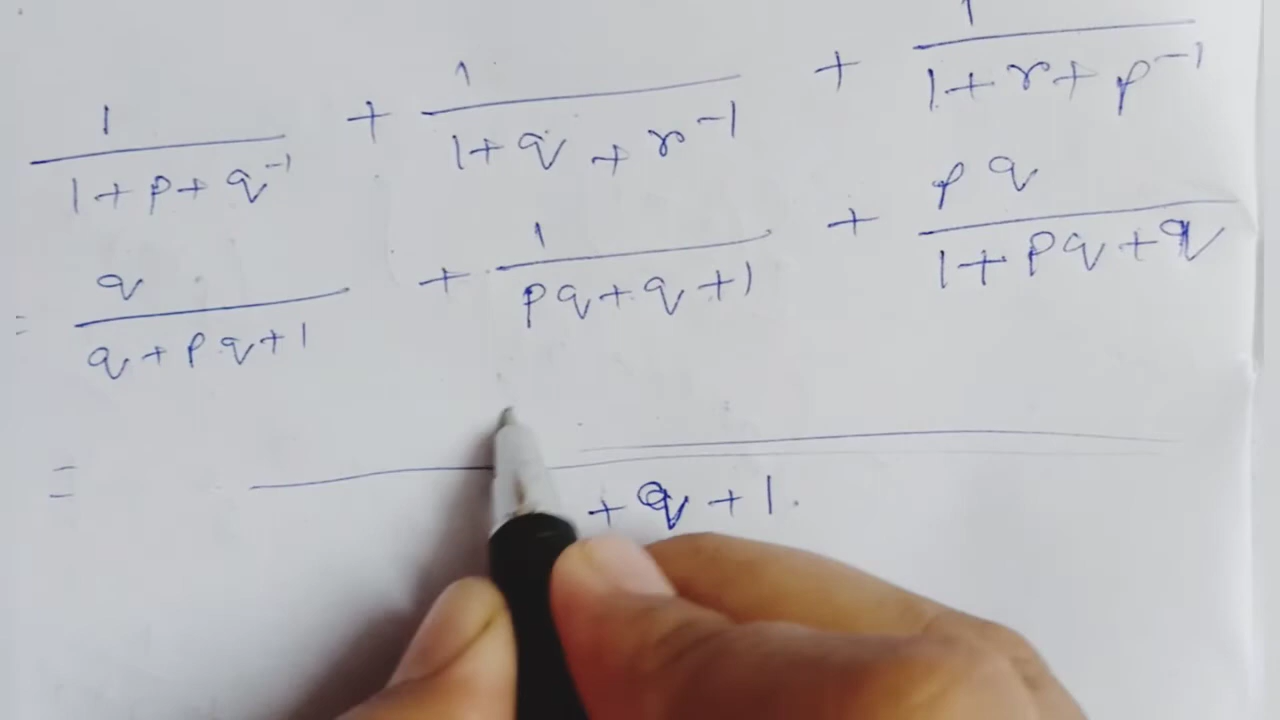 1/(1+p+q⁻¹) + 1/(1+q+r⁻¹) + 1/(1+r+p⁻¹)
= q/(q+pq+1) + 1/(pq+q+1) + pq/(1+pq+q)
= + q + 1.